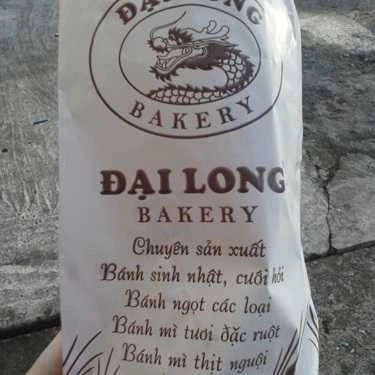 ĐẠI LONG
BAKERY
ĐẠI LONG
BAKERY
Chuyên sản xuất
Bánh sinh nhật, cưới hỏi
Bánh ngọt các loại
Bánh mì tươi đặc ruột
Bánh mì thịt nguội